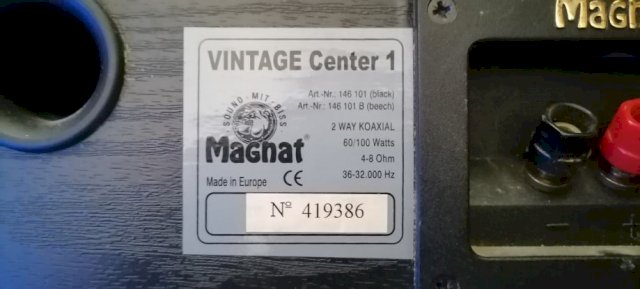 VINTAGE Center 1
Art.-Nr.: 146 101 (black)
Art.-Nr.: 146 101 B (beech)
SOUND MIT BISS
Magnat®
2 WAY KOAXIAL
60/100 Watts
4-8 Ohm
36-32.000 Hz
Made in Europe CE
Nº 419386
Magn
- +